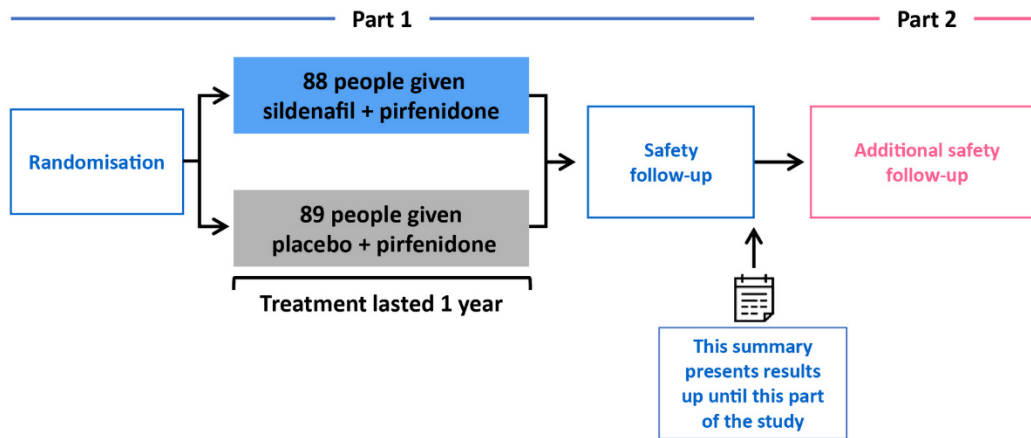 Part 1
Part 2
Randomisation
88 people given
sildenafil + pirfenidone
89 people given
placebo + pirfenidone
Treatment lasted 1 year
Safety
follow-up
Additional safety
follow-up
This summary
presents results
up until this part
of the study